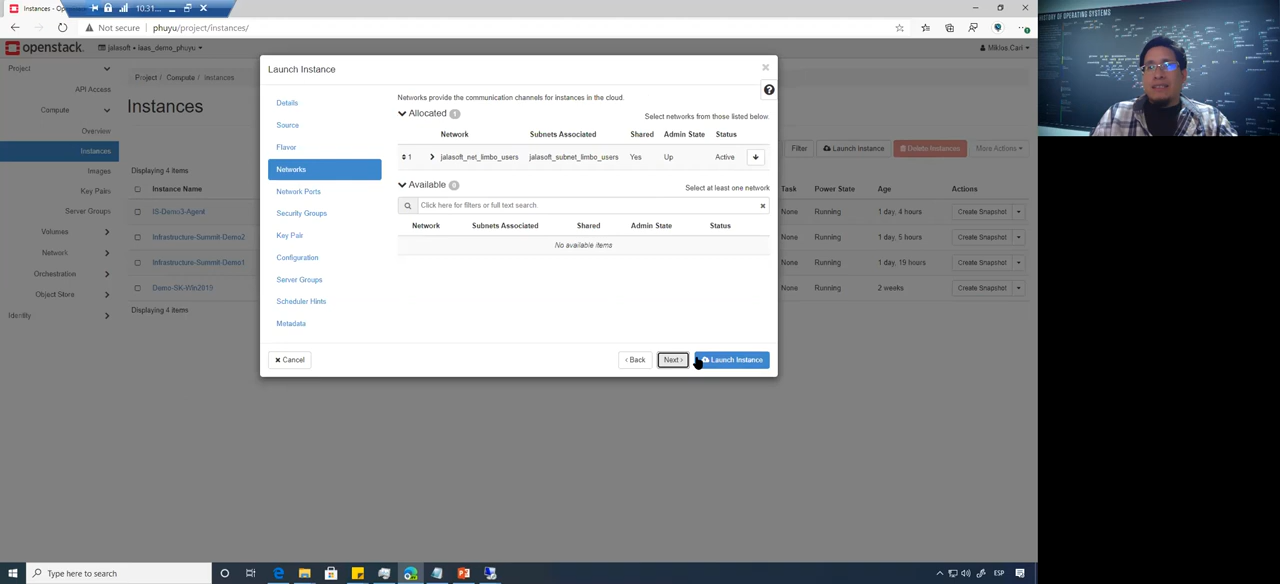 Instances - Openst
10.31...
Not secure
phuyu/project/instances/
openstack.
jalasoft • iaas_demo_phuyu
Miklos.Cari
HISTORY OF OPERATING SYSTEMS
Project
API Access
Compute
Overview
Instances
Images
Key Pairs
Server Groups
Volumes
Network
Orchestration
Object Store
Identity
Project / Compute / Instances
Instances
Filter
Launch Instance
Delete Instances
More Actions
Displaying 4 items
Instance Name
Task
Power State
Age
Actions
IS-Demo3-Agent
None
Running
1 day, 4 hours
Create Snapshot
Infrastructure-Summit-Demo2
None
Running
1 day, 5 hours
Create Snapshot
Infrastructure-Summit-Demo1
None
Running
1 day, 19 hours
Create Snapshot
Demo-SK-Win2019
None
Running
2 weeks
Create Snapshot
Displaying 4 items
Launch Instance
Details
Source
Flavor
Networks
Network Ports
Security Groups
Key Pair
Configuration
Server Groups
Scheduler Hints
Metadata
Networks provide the communication channels for instances in the cloud.
Allocated 1
Select networks from those listed below.
Network Subnets Associated Shared Admin State Status
1 jalasoft_net_limbo_users jalasoft_subnet_limbo_users Yes Up Active
Available 0
Select at least one network
Click here for filters or full text search.
Network Subnets Associated Shared Admin State Status
No available items
Cancel
Back
Next
Launch Instance
Type here to search
ESP